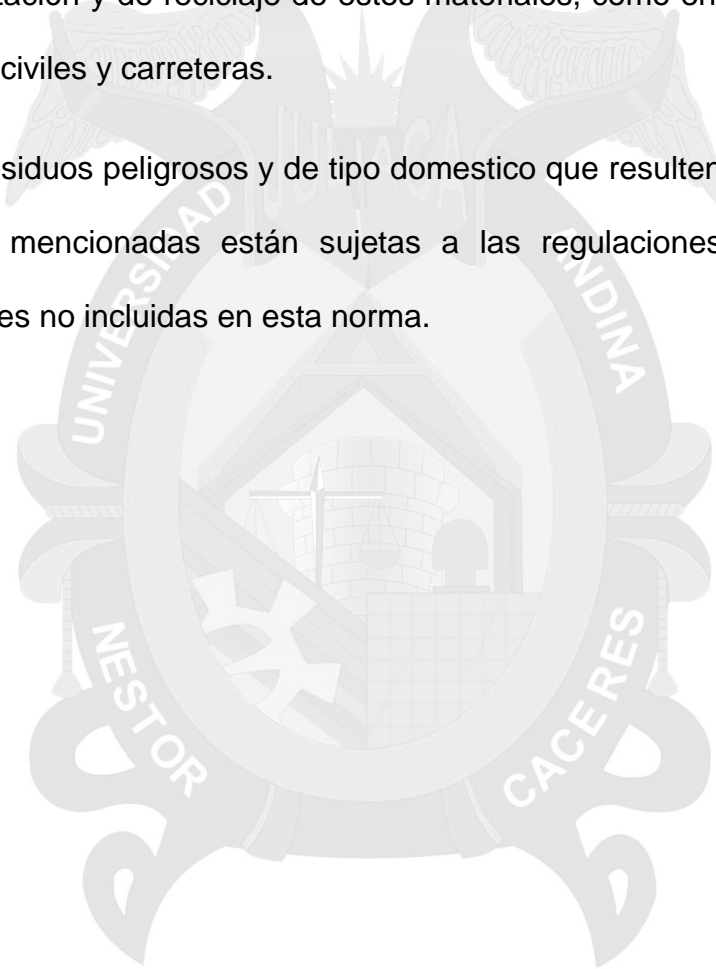 civiles y carreteras.
siduos peligrosos y de tipo domestico que resulten
mencionadas están sujetas a las regulaciones
es no incluidas en esta norma.
JULIACA
UNIVERSIDAD
ANDINA
NESTOR
CACERES